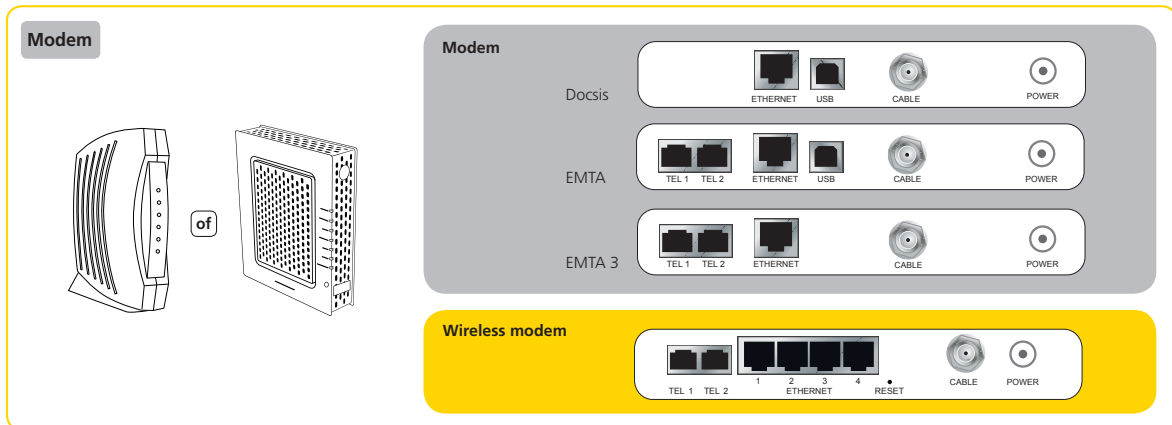 Modem
of
Modem
Docsis
ETHERNET USB CABLE POWER
EMTA
TEL 1 TEL 2 ETHERNET USB CABLE POWER
EMTA 3
TEL 1 TEL 2 ETHERNET CABLE POWER
Wireless modem
1 2 3 4
TEL 1 TEL 2 ETHERNET RESET CABLE POWER